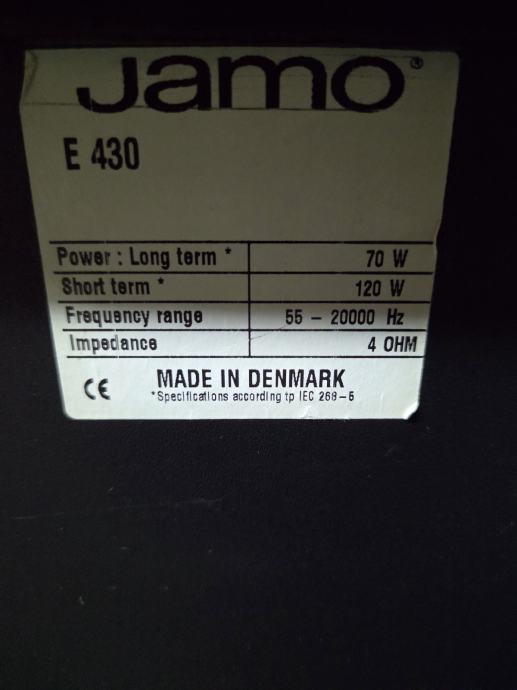 Jamo®
E 430
Power : Long term * 70 W
Short term * 120 W
Frequency range 55 – 20000 Hz
Impedance 4 OHM
CE MADE IN DENMARK
*Specifications according tp IEC 268–5